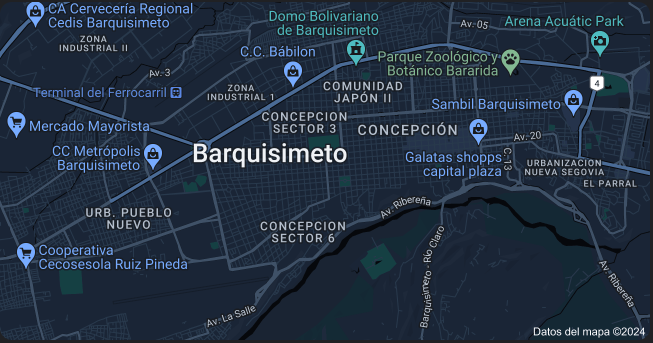 CA Cervecería Regional
Cedis Barquisimeto
Domo Bolivariano
de Barquisimeto
Av. 05
Arena Acuátic Park
ZONA
INDUSTRIAL II
C.C. Bábilon
Parque Zoológico y
Botánico Bararida
Av. 3
4
Terminal del Ferrocarril
ZONA
INDUSTRIAL 1
COMUNIDAD
JAPÓN II
Sambil Barquisimeto
Mercado Mayorista
CONCEPCION
SECTOR 3
CONCEPCIÓN
Av. 20
CC Metrópolis
Barquisimeto
Barquisimeto
Galatas shopps
capital plaza
C-13
URBANIZACION
NUEVA SEGOVIA
EL PARRAL
URB. PUEBLO
NUEVO
Av. Ribereña
CONCEPCION
SECTOR 6
Cooperativa
Cecosesola Ruiz Pineda
Barquisimeto - Río Claro
Av. Ribereña
Av. La Salle
Datos del mapa ©2024